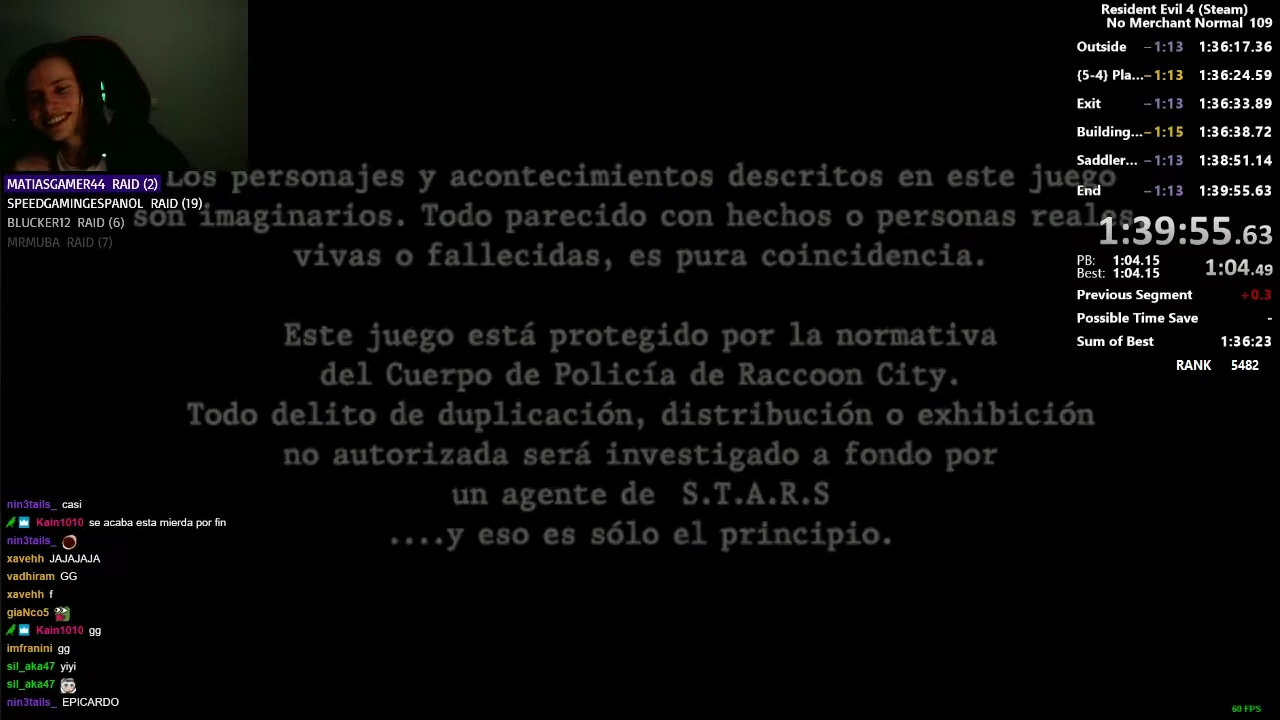 Resident Evil 4 (Steam)
No Merchant Normal 109
Outside -1:13 1:36:17.36
{5-4} Pla... -1:13 1:36:24.59
Exit -1:13 1:36:33.89
Building... -1:15 1:36:38.72
Saddler... -1:13 1:38:51.14
End -1:13 1:39:55.63
1:39:55.63
PB: 1:04.15
Best: 1:04.15
1:04.49
Previous Segment +0.3
Possible Time Save -
Sum of Best 1:36:23
RANK 5482
MATIASGAMER44 RAID (2)
SPEEDGAMINGESPANOL RAID (19)
BLUCKER12 RAID (6)
MRMUBA RAID (7)
Los personajes y acontecimientos descritos en este juego
son imaginarios. Todo parecido con hechos o personas reales
vivas o fallecidas, es pura coincidencia.
Este juego está protegido por la normativa
del Cuerpo de Policía de Raccoon City.
Todo delito de duplicación, distribución o exhibición
no autorizada será investigado a fondo por
un agente de S.T.A.R.S
....y eso es sólo el principio.
nin3tails_ casi
Kain1010 se acaba esta mierda por fin
nin3tails_
xavehh JAJAJAJA
vadhiram GG
xavehh f
giaNco5
Kain1010 gg
imfranini gg
sil_aka47 yiyi
sil_aka47
nin3tails_ EPICARDO
60 FPS